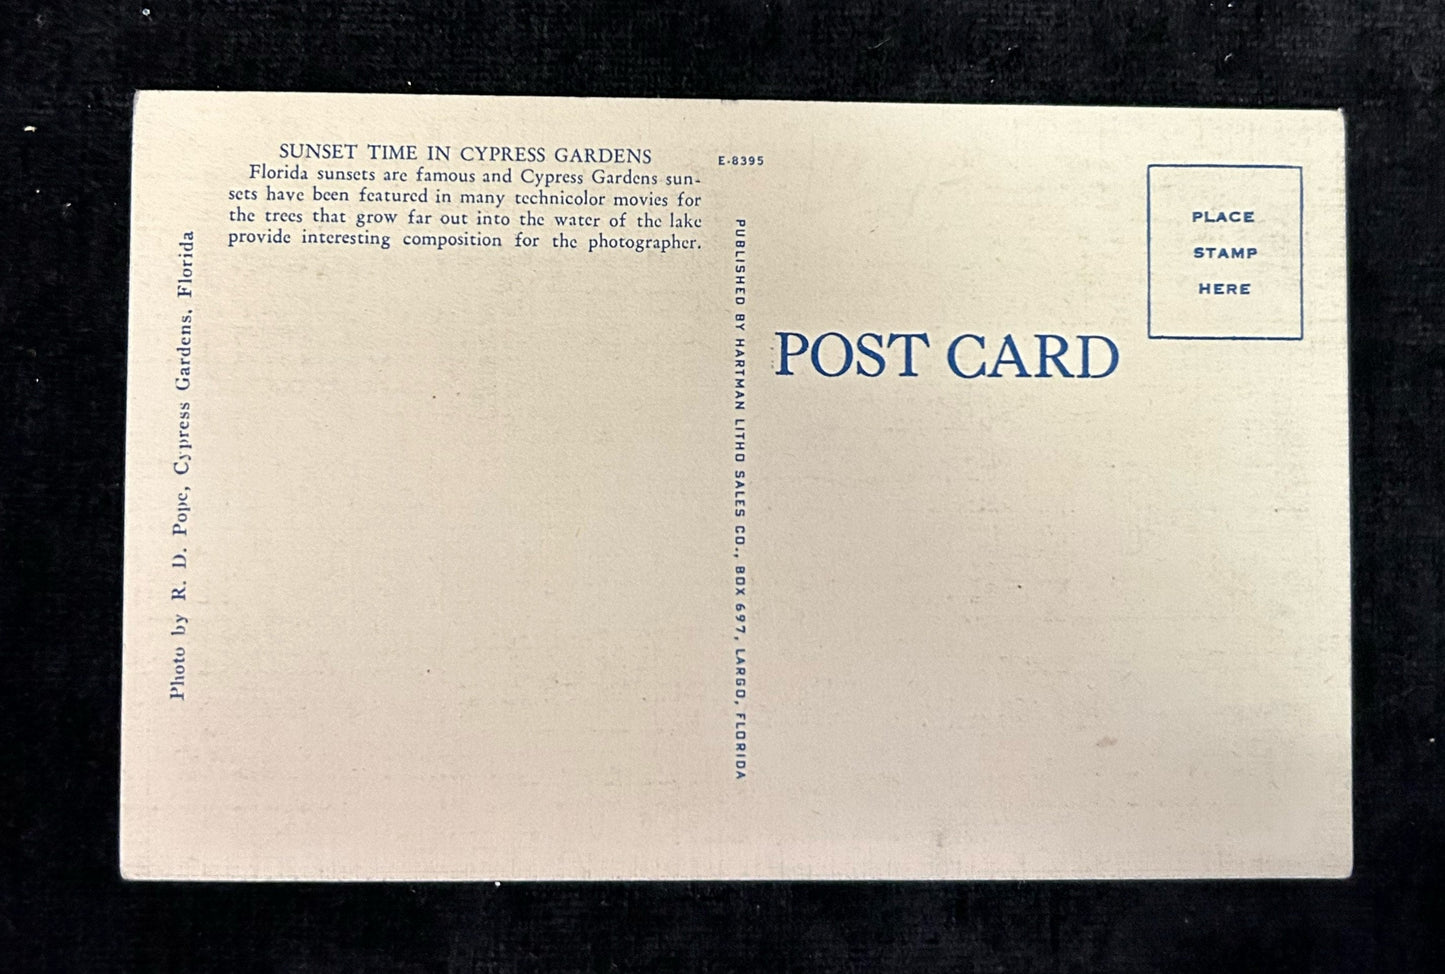 SUNSET TIME IN CYPRESS GARDENS
Florida sunsets are famous and Cypress Gardens sun-
sets have been featured in many technicolor movies for
the trees that grow far out into the water of the lake
provide interesting composition for the photographer.
Photo by R. D. Pope, Cypress Gardens, Florida
E-8395
PUBLISHED BY HARTMAN LITHO SALES CO., BOX 697, LARGO, FLORIDA
POST CARD
PLACE
STAMP
HERE